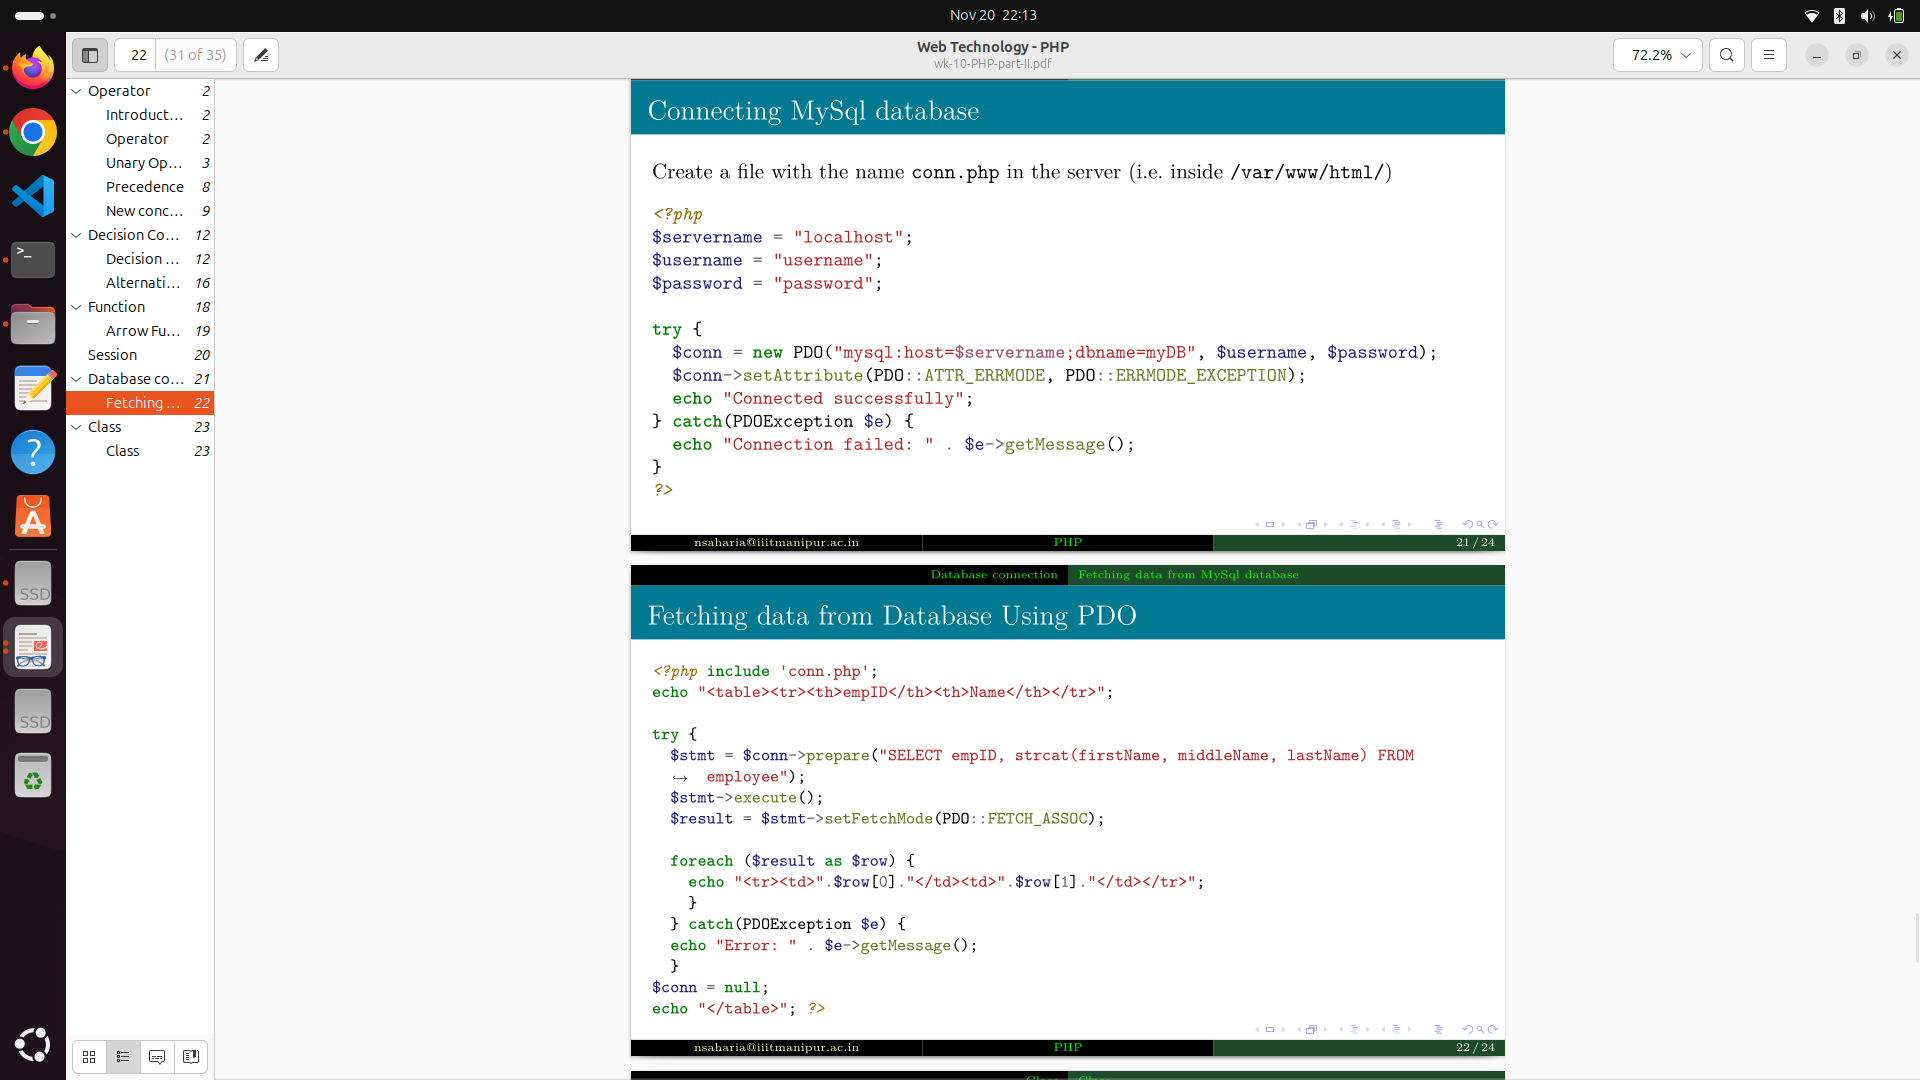 Nov 20 22:13
22 (31 of 35)
Web Technology - PHP
wk-10-PHP-part-II.pdf
72.2%
Operator 2
Introduct... 2
Operator 2
Unary Op... 3
Precedence 8
New conc... 9
Decision Co... 12
Decision ... 12
Alternati... 16
Function 18
Arrow Fu... 19
Session 20
Database co... 21
Fetching ... 22
Class 23
Class 23
SSD
SSD
Connecting MySql database
Create a file with the name conn.php in the server (i.e. inside /var/www/html/)
<?php
$servername = "localhost";
$username = "username";
$password = "password";
try {
$conn = new PDO("mysql:host=$servername;dbname=myDB", $username, $password);
$conn->setAttribute(PDO::ATTR_ERRMODE, PDO::ERRMODE_EXCEPTION);
echo "Connected successfully";
} catch(PDOException $e) {
echo "Connection failed: " . $e->getMessage();
}
?>
nsaharia@iiitmanipur.ac.in PHP 21 / 24
Database connection Fetching data from MySql database
Fetching data from Database Using PDO
<?php include 'conn.php';
echo "<table><tr><th>empID</th><th>Name</th></tr>";
try {
$stmt = $conn->prepare("SELECT empID, strcat(firstName, middleName, lastName) FROM
↪ employee");
$stmt->execute();
$result = $stmt->setFetchMode(PDO::FETCH_ASSOC);
foreach ($result as $row) {
echo "<tr><td>".$row[0]."</td><td>".$row[1]."</td></tr>";
}
} catch(PDOException $e) {
echo "Error: " . $e->getMessage();
}
$conn = null;
echo "</table>"; ?>
nsaharia@iiitmanipur.ac.in PHP 22 / 24
Class Class